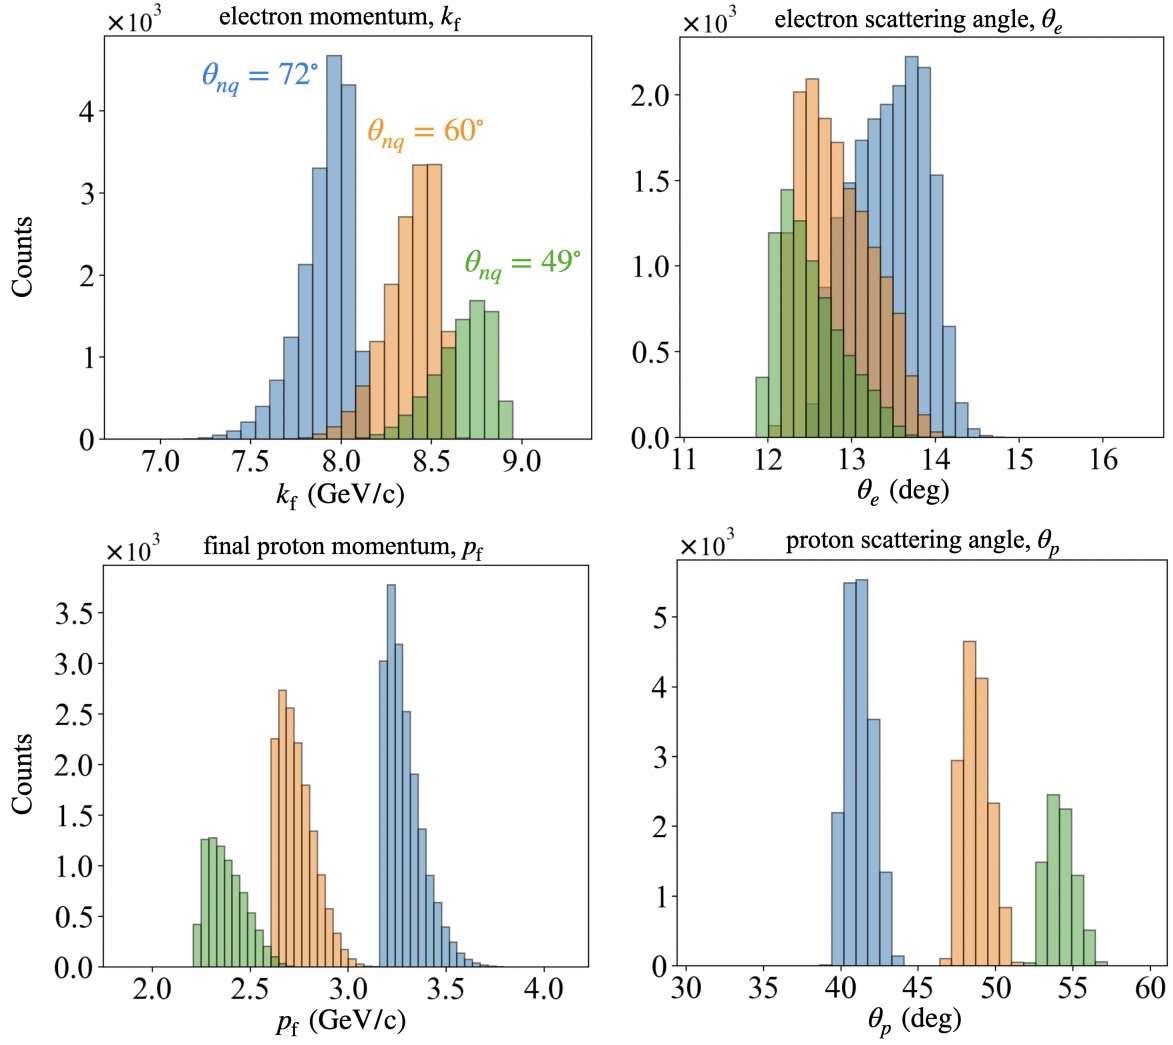 electron momentum, k_f
×10³
θ_nq = 72°
θ_nq = 60°
θ_nq = 49°
4
3
2
1
0
Counts
7.0 7.5 8.0 8.5 9.0
k_f (GeV/c)
electron scattering angle, θ_e
×10³
2.0
1.5
1.0
0.5
0.0
11 12 13 14 15 16
θ_e (deg)
final proton momentum, p_f
×10³
3.5
3.0
2.5
2.0
1.5
1.0
0.5
0.0
Counts
2.0 2.5 3.0 3.5 4.0
p_f (GeV/c)
proton scattering angle, θ_p
×10³
5
4
3
2
1
0
30 35 40 45 50 55 60
θ_p (deg)